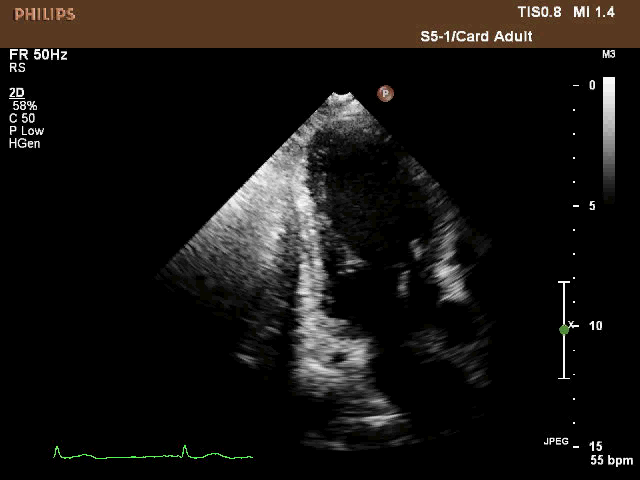 PHILIPS
TIS0.8 MI 1.4
S5-1/Card Adult
FR 50Hz
RS
M3
2D
58%
C 50
P Low
HGen
P
0
5
X
10
JPEG
15
55 bpm